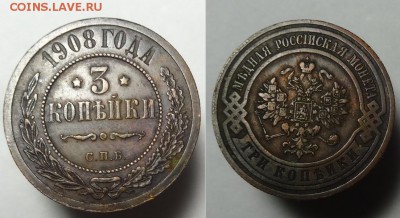 COINS.LAVE.RU
1908 ГОДА
3
КОПѢЙКИ
С.П.Б.
МѢДНАЯ РОССІЙСКАЯ МОНЕТА
ТРИ КОПѢЙКИ